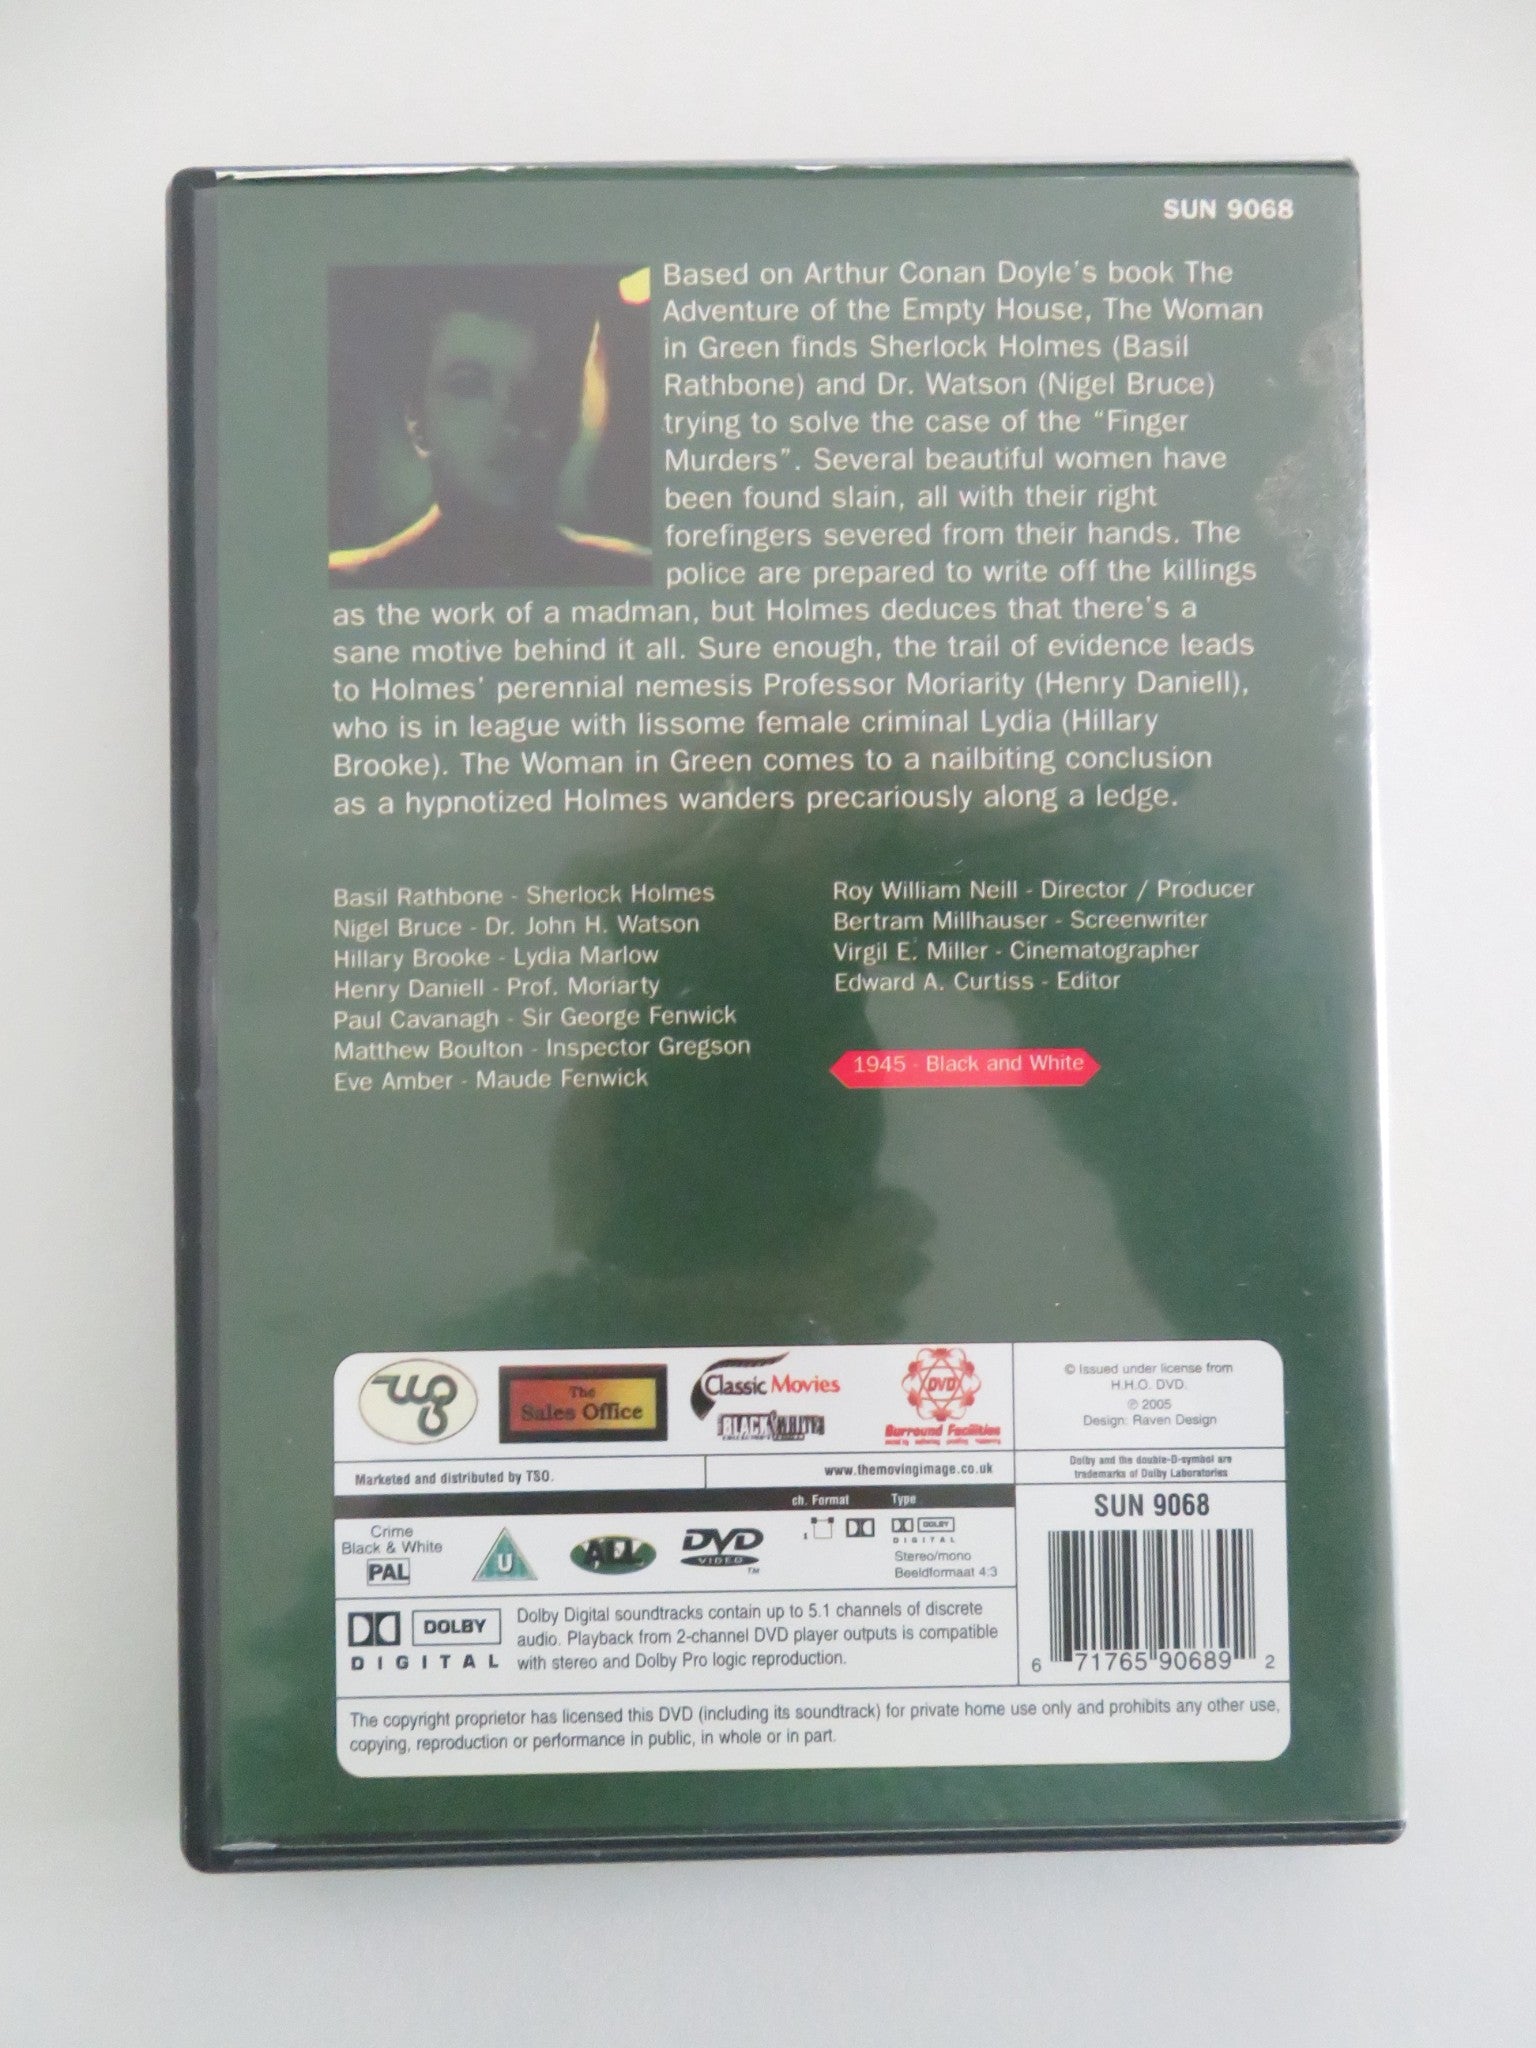 SUN 9068
Based on Arthur Conan Doyle's book The
Adventure of the Empty House, The Woman
in Green finds Sherlock Holmes (Basil
Rathbone) and Dr. Watson (Nigel Bruce)
trying to solve the case of the “Finger
Murders”. Several beautiful women have
been found slain, all with their right
forefingers severed from their hands. The
police are prepared to write off the killings
as the work of a madman, but Holmes deduces that there's a
sane motive behind it all. Sure enough, the trail of evidence leads
to Holmes' perennial nemesis Professor Moriarity (Henry Daniell),
who is in league with lissome female criminal Lydia (Hillary
Brooke). The Woman in Green comes to a nailbiting conclusion
as a hypnotized Holmes wanders precariously along a ledge.
Basil Rathbone - Sherlock Holmes
Nigel Bruce - Dr. John H. Watson
Hillary Brooke - Lydia Marlow
Henry Daniell - Prof. Moriarty
Paul Cavanagh - Sir George Fenwick
Matthew Boulton - Inspector Gregson
Eve Amber - Maude Fenwick
Roy William Neill - Director / Producer
Bertram Millhauser - Screenwriter
Virgil E. Miller - Cinematographer
Edward A. Curtiss - Editor
1945 - Black and White
The
Sales Office
Classic Movies
BLACK & WHITE
DVD
Surround Facilities
© Issued under license from
H.H.O. DVD.
℗ 2005
Design: Raven Design
Marketed and distributed by TSO.
www.themovingimage.co.uk
Dolby and the double-D-symbol are
trademarks of Dolby Laboratories
ch. Format Type
Crime
Black & White
PAL
U
ALL
DVD
VIDEO
TM
1
DOLBY
DIGITAL
Stereo/mono
Beeldformaat 4:3
SUN 9068
6 71765 90689 2
DOLBY
DIGITAL
Dolby Digital soundtracks contain up to 5.1 channels of discrete
audio. Playback from 2-channel DVD player outputs is compatible
with stereo and Dolby Pro logic reproduction.
The copyright proprietor has licensed this DVD (including its soundtrack) for private home use only and prohibits any other use,
copying, reproduction or performance in public, in whole or in part.